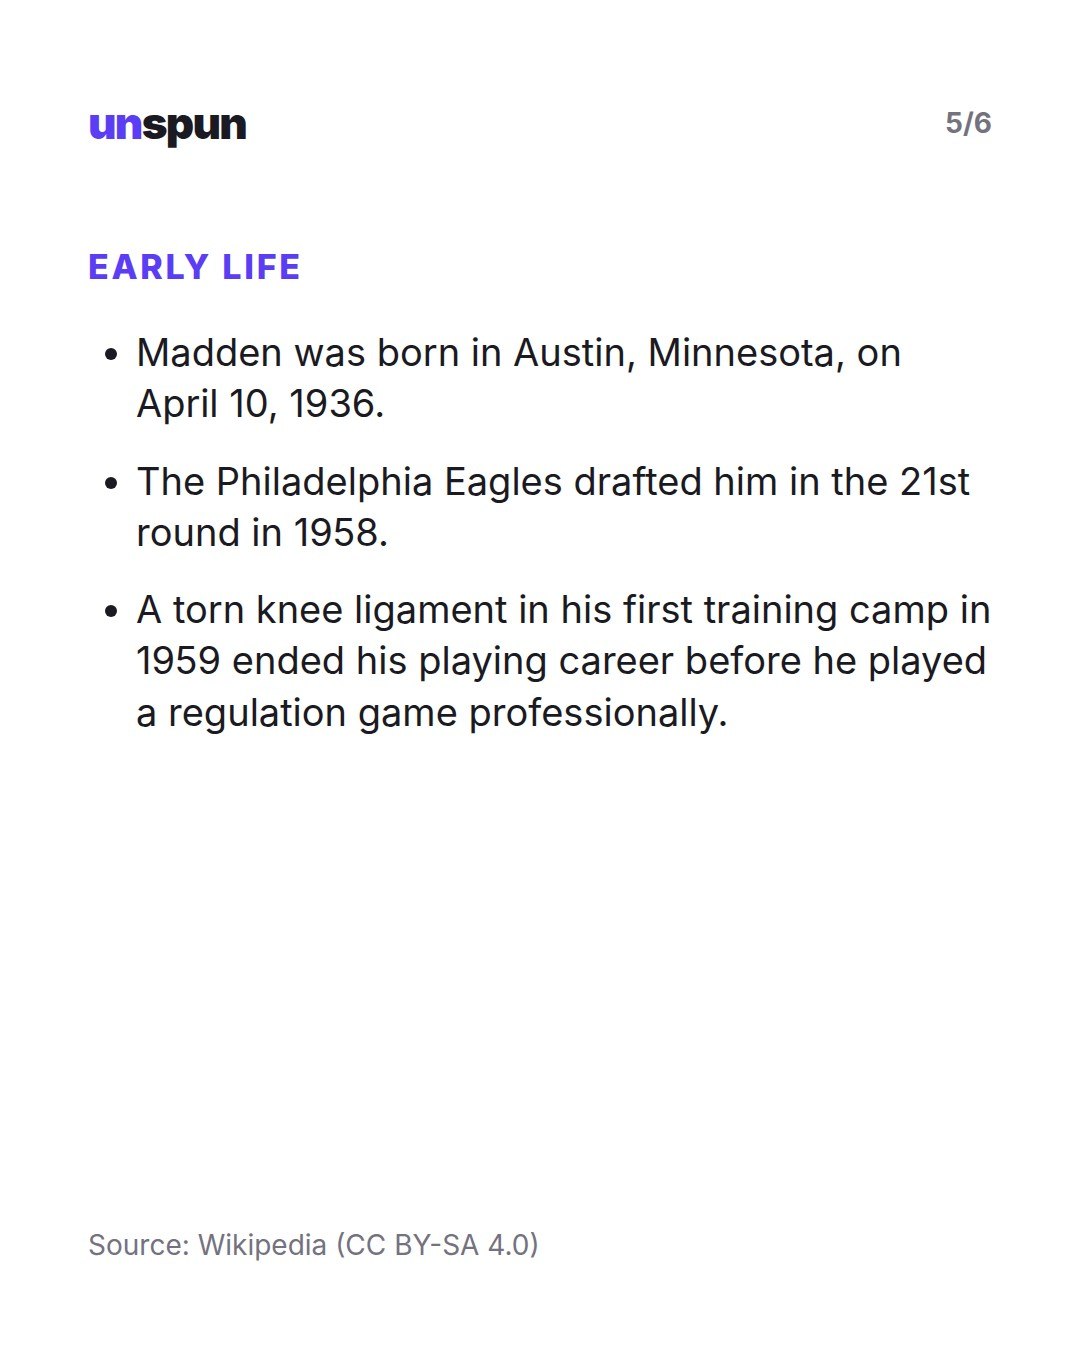 unspun
5/6
EARLY LIFE
• Madden was born in Austin, Minnesota, on
April 10, 1936.
• The Philadelphia Eagles drafted him in the 21st
round in 1958.
• A torn knee ligament in his first training camp in
1959 ended his playing career before he played
a regulation game professionally.
Source: Wikipedia (CC BY-SA 4.0)